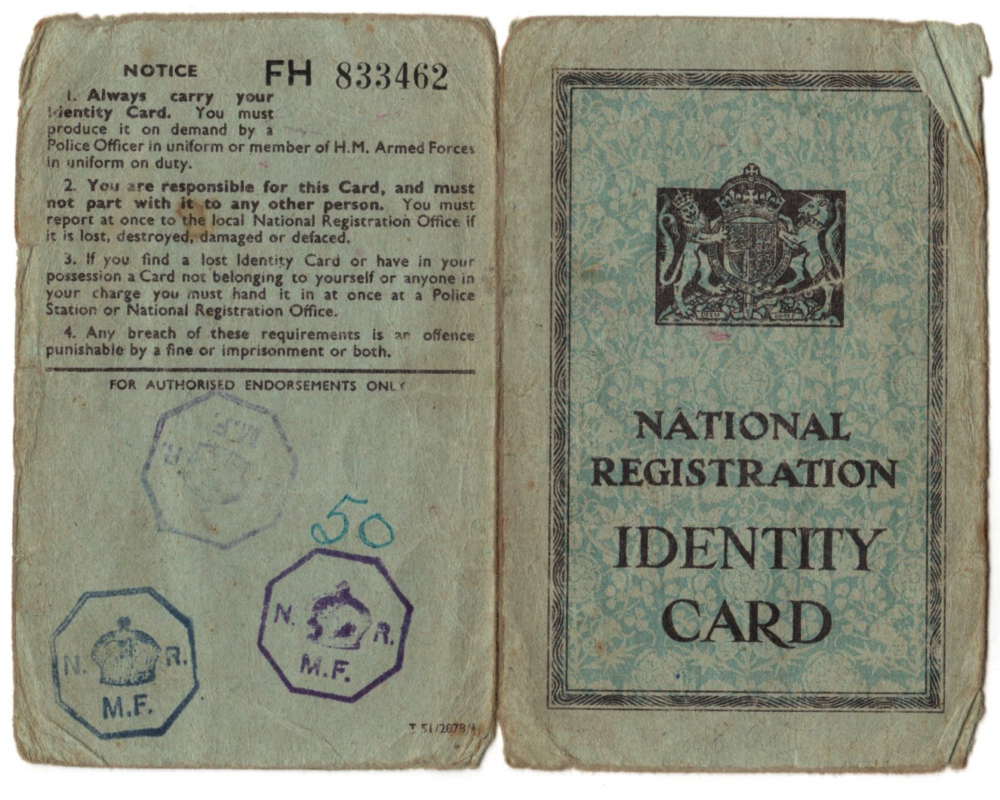 NOTICE FH 833462
1. Always carry your
Identity Card. You must
produce it on demand by a
Police Officer in uniform or member of H.M. Armed Forces
in uniform on duty.
2. You are responsible for this Card, and must
not part with it to any other person. You must
report at once to the local National Registration Office if
it is lost, destroyed, damaged or defaced.
3. If you find a lost Identity Card or have in your
possession a Card not belonging to yourself or anyone in
your charge you must hand it in at once at a Police
Station or National Registration Office.
4. Any breach of these requirements is an offence
punishable by a fine or imprisonment or both.
FOR AUTHORISED ENDORSEMENTS ONLY
50
N. R.
M.F.
N. R.
M.F.
T 51/2878/1
DIEU DROIT
NATIONAL
REGISTRATION
IDENTITY
CARD